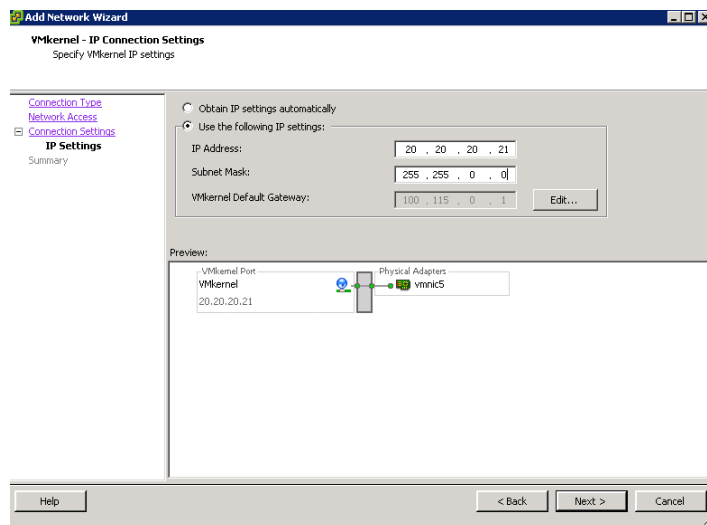 Add Network Wizard
VMkernel - IP Connection Settings
Specify VMkernel IP settings
Connection Type
Network Access
Connection Settings
IP Settings
Summary
Obtain IP settings automatically
Use the following IP settings:
IP Address: 20 . 20 . 20 . 21
Subnet Mask: 255 . 255 . 0 . 0
VMkernel Default Gateway: 100 . 115 . 0 . 1 Edit...
Preview:
VMkernel Port Physical Adapters
VMkernel vmnic5
20.20.20.21
Help < Back Next > Cancel